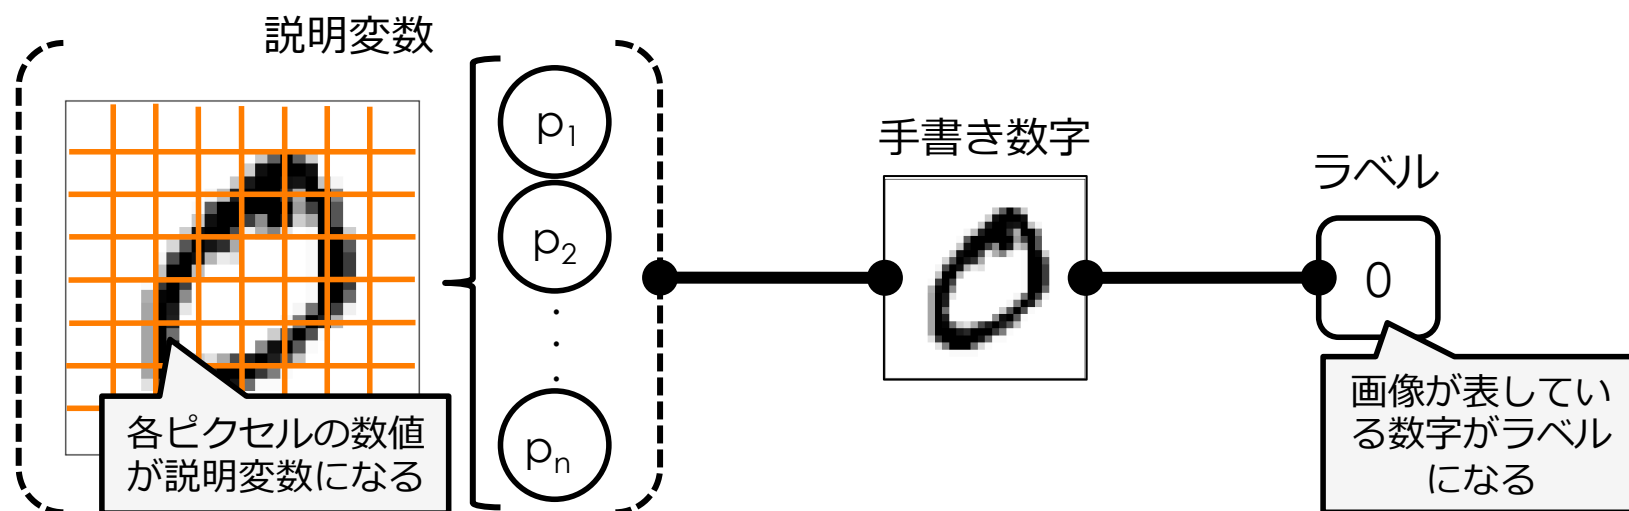 説明変数
p1
p2
.
.
.
pn
各ピクセルの数値
が説明変数になる
手書き数字
ラベル
0
画像が表してい
る数字がラベル
になる